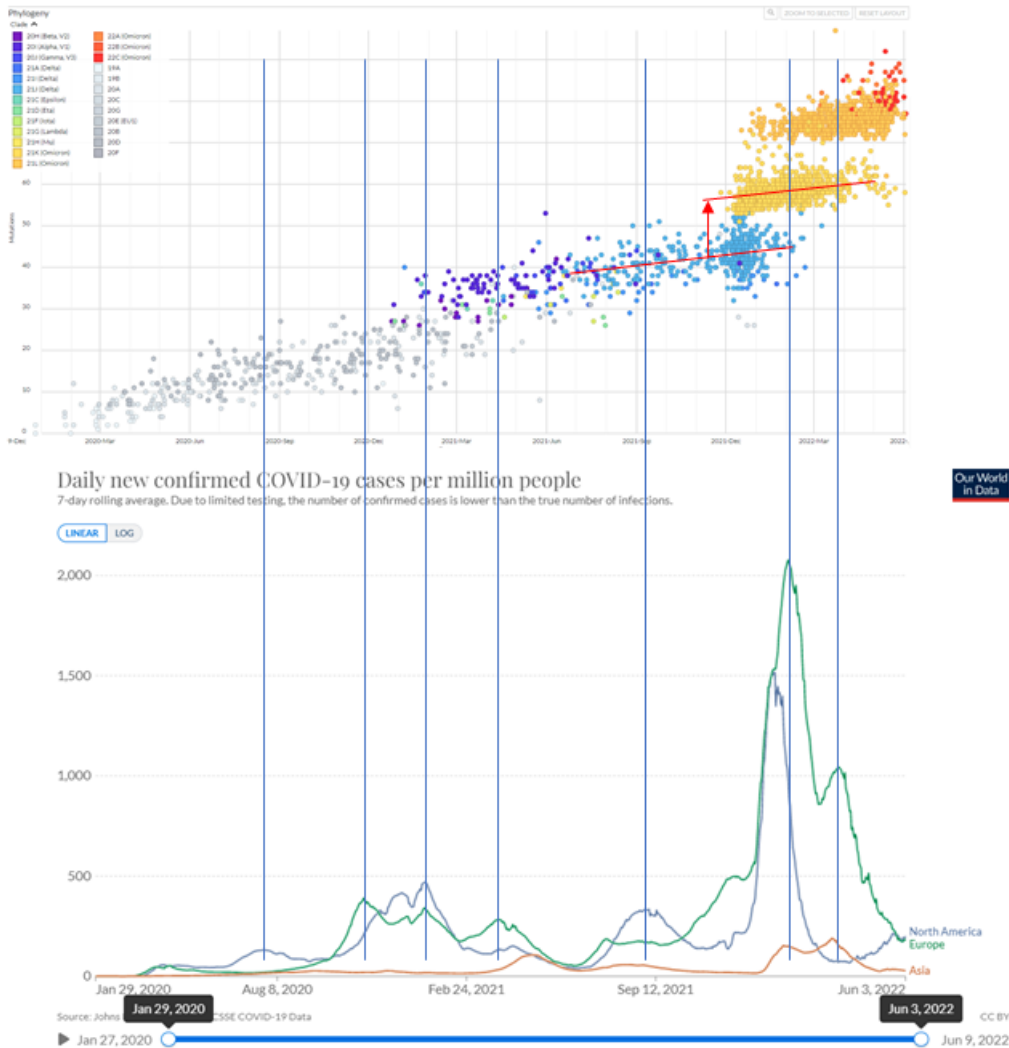 Phylogeny
ZOOM TO SELECTED RESET LAYOUT
Clade
20H (Beta, V2) 22A (Omicron)
20I (Alpha, V1) 22B (Omicron)
20J (Gamma, V3) 22C (Omicron)
21A (Delta) 19A
21I (Delta) 19B
21J (Delta) 20A
21C (Epsilon) 20C
21D (Eta) 20G
21F (Iota) 20E (EU1)
21G (Lambda) 20B
21H (Mu) 20D
21K (Omicron) 20F
21L (Omicron)
60
50
40
30
20
10
0
Mutations
2020-Mar 2020-Jun 2020-Sep 2020-Dec 2021-Mar 2021-Jun 2021-Sep 2021-Dec 2022-Mar 2022-
Daily new confirmed COVID-19 cases per million people
7-day rolling average. Due to limited testing, the number of confirmed cases is lower than the true number of infections.
Our World
in Data
LINEAR LOG
2,000
1,500
1,000
500
0
North America
Europe
Asia
Jan 29, 2020 Aug 8, 2020 Feb 24, 2021 Sep 12, 2021 Jun 3, 2022
Jan 29, 2020 Jun 3, 2022
Source: Johns CSSE COVID-19 Data CC BY
Jan 27, 2020 Jun 9, 2022